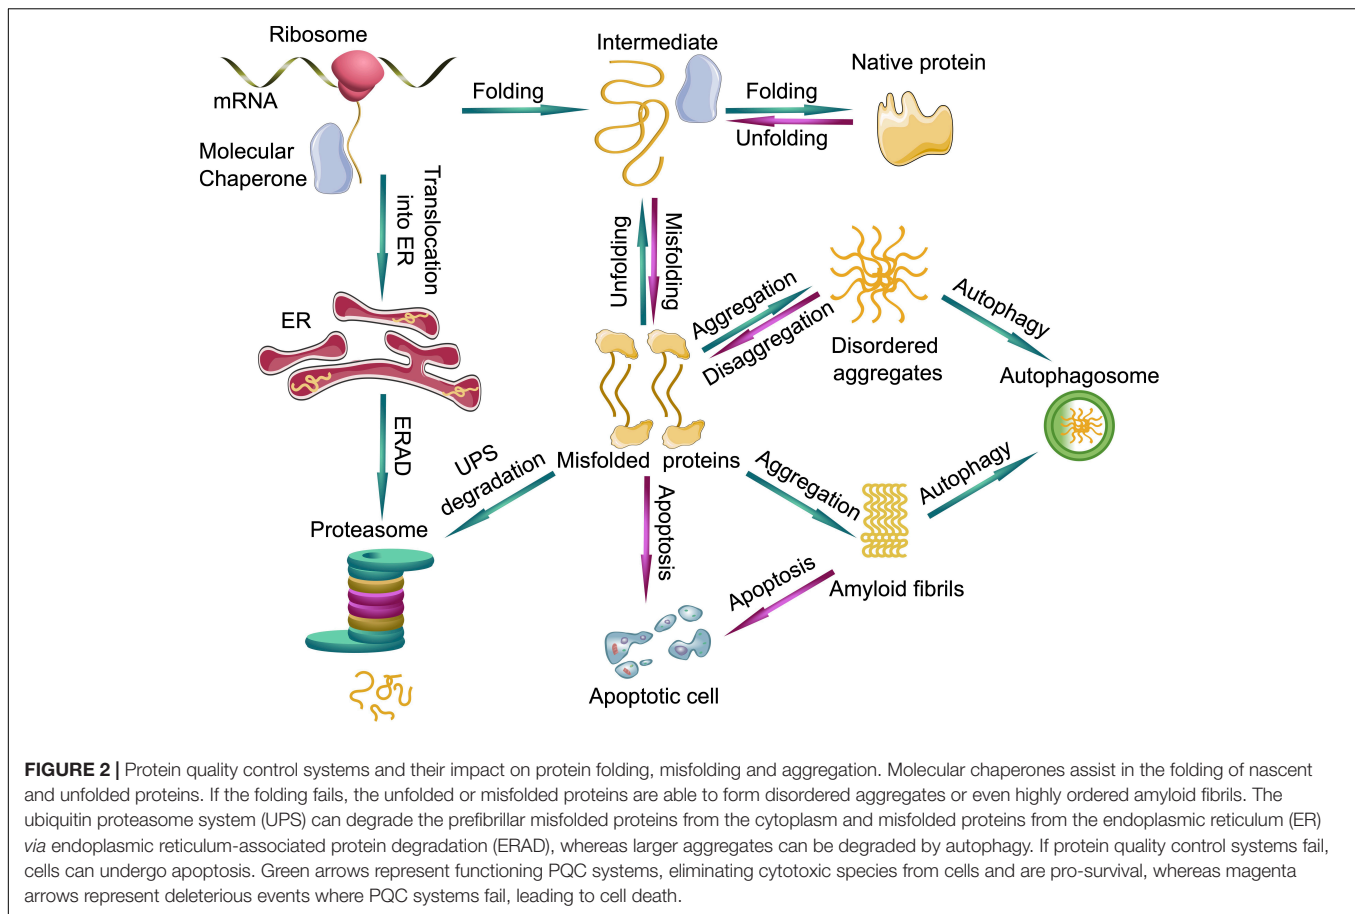 Ribosome
mRNA
Molecular
Chaperone
Folding
Intermediate
Folding
Unfolding
Native protein
Translocation
into ER
ER
ERAD
Unfolding
Misfolding
Aggregation
Disaggregation
Disordered
aggregates
Autophagy
Autophagosome
Misfolded proteins
UPS
degradation
Proteasome
Apoptosis
Aggregation
Autophagy
Amyloid fibrils
Apoptosis
Apoptotic cell
FIGURE 2 | Protein quality control systems and their impact on protein folding, misfolding and aggregation. Molecular chaperones assist in the folding of nascent
and unfolded proteins. If the folding fails, the unfolded or misfolded proteins are able to form disordered aggregates or even highly ordered amyloid fibrils. The
ubiquitin proteasome system (UPS) can degrade the prefibrillar misfolded proteins from the cytoplasm and misfolded proteins from the endoplasmic reticulum (ER)
via endoplasmic reticulum-associated protein degradation (ERAD), whereas larger aggregates can be degraded by autophagy. If protein quality control systems fail,
cells can undergo apoptosis. Green arrows represent functioning PQC systems, eliminating cytotoxic species from cells and are pro-survival, whereas magenta
arrows represent deleterious events where PQC systems fail, leading to cell death.